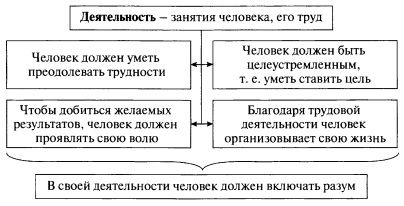 Деятельность – занятия человека, его труд
Человек должен уметь
преодолевать трудности
Человек должен быть
целеустремленным,
т. е. уметь ставить цель
Чтобы добиться желаемых
результатов, человек должен
проявлять свою волю
Благодаря трудовой
деятельности человек
организовывает свою жизнь
В своей деятельности человек должен включать разум